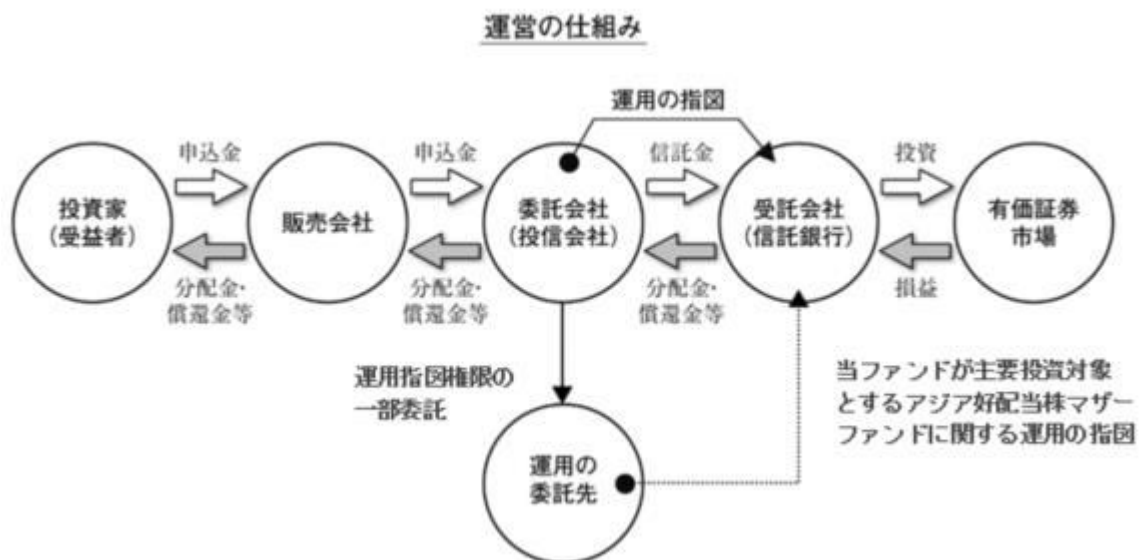 運営の仕組み
運用の指図
申込金
申込金
信託金
投資
投資家
(受益者)
販売会社
委託会社
(投信会社)
受託会社
(信託銀行)
有価証券
市場
分配金・
償還金等
分配金・
償還金等
分配金・
償還金等
損益
運用指図権限の
一部委託
当ファンドが主要投資対象
とするアジア好配当株マザー
ファンドに関する運用の指図
運用の
委託先